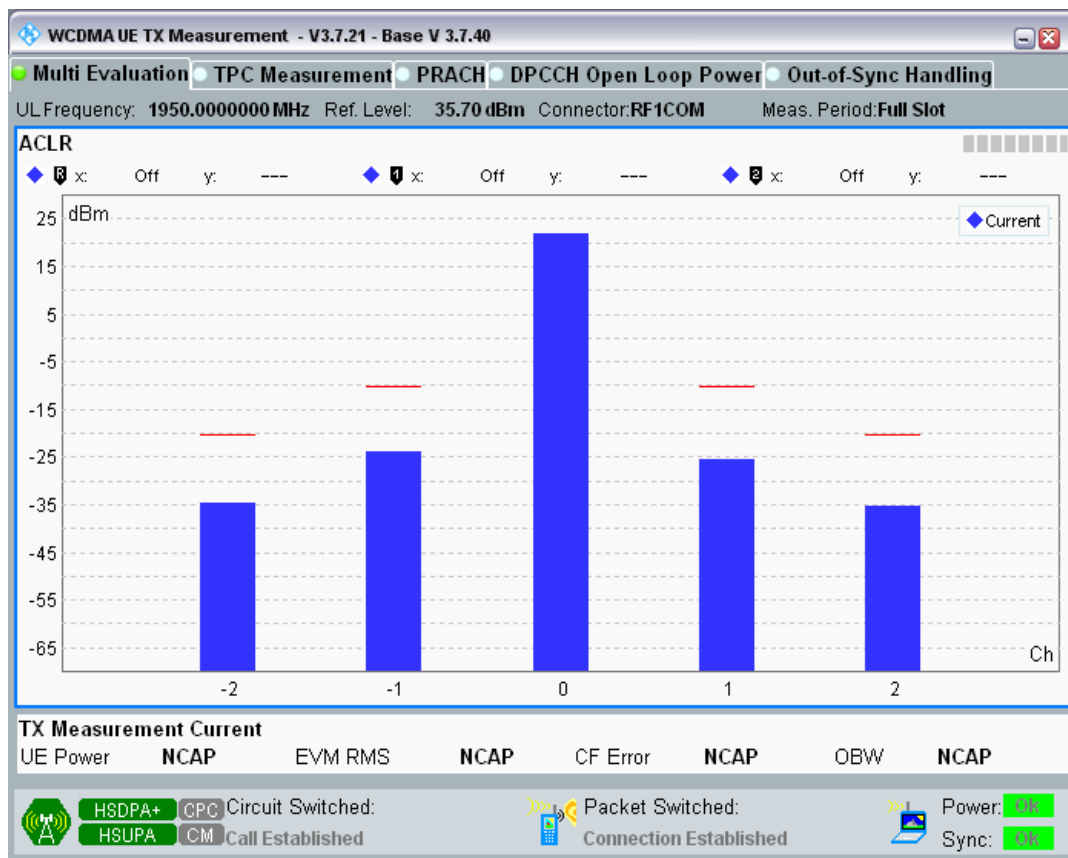 WCDMA UE TX Measurement - V3.7.21 - Base V 3.7.40
Multi Evaluation TPC Measurement PRACH DPCCH Open Loop Power Out-of-Sync Handling
UL Frequency: 1950.0000000 MHz Ref. Level: 35.70 dBm Connector:RF1COM Meas. Period:Full Slot
ACLR
R x: Off y: --- 1 x: Off y: --- 2 x: Off y: ---
dBm
Current
25
15
5
-5
-15
-25
-35
-45
-55
-65
Ch
-2 -1 0 1 2
TX Measurement Current
UE Power NCAP EVM RMS NCAP CF Error NCAP OBW NCAP
HSDPA+ CPC Circuit Switched: Packet Switched: Power: OK
HSUPA CM Call Established Connection Established Sync: OK